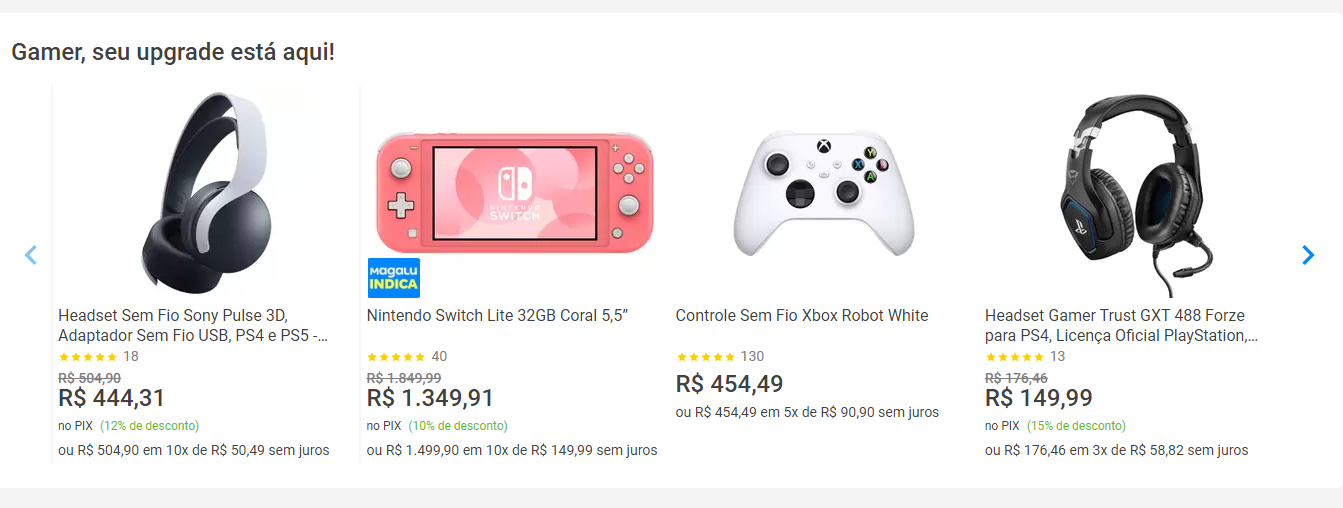 Gamer, seu upgrade está aqui!
NINTENDO
SWITCH
X
Y
X
B
A
Magalu
INDICA
Headset Sem Fio Sony Pulse 3D,
Adaptador Sem Fio USB, PS4 e PS5 -...
18
R$ 504,90
R$ 444,31
no PIX (12% de desconto)
ou R$ 504,90 em 10x de R$ 50,49 sem juros
Nintendo Switch Lite 32GB Coral 5,5”
40
R$ 1.849,99
R$ 1.349,91
no PIX (10% de desconto)
ou R$ 1.499,90 em 10x de R$ 149,99 sem juros
Controle Sem Fio Xbox Robot White
130
R$ 454,49
ou R$ 454,49 em 5x de R$ 90,90 sem juros
Headset Gamer Trust GXT 488 Forze
para PS4, Licença Oficial PlayStation,...
13
R$ 176,46
R$ 149,99
no PIX (15% de desconto)
ou R$ 176,46 em 3x de R$ 58,82 sem juros